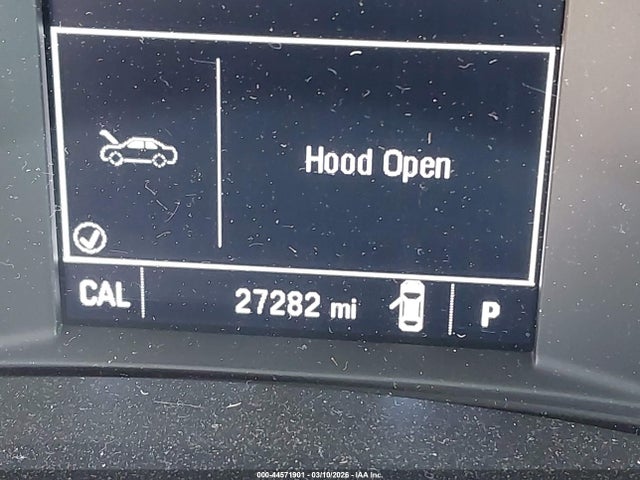 Hood Open
CAL 27282 mi P
000-44571901 - 03/10/2026 - IAA Inc.